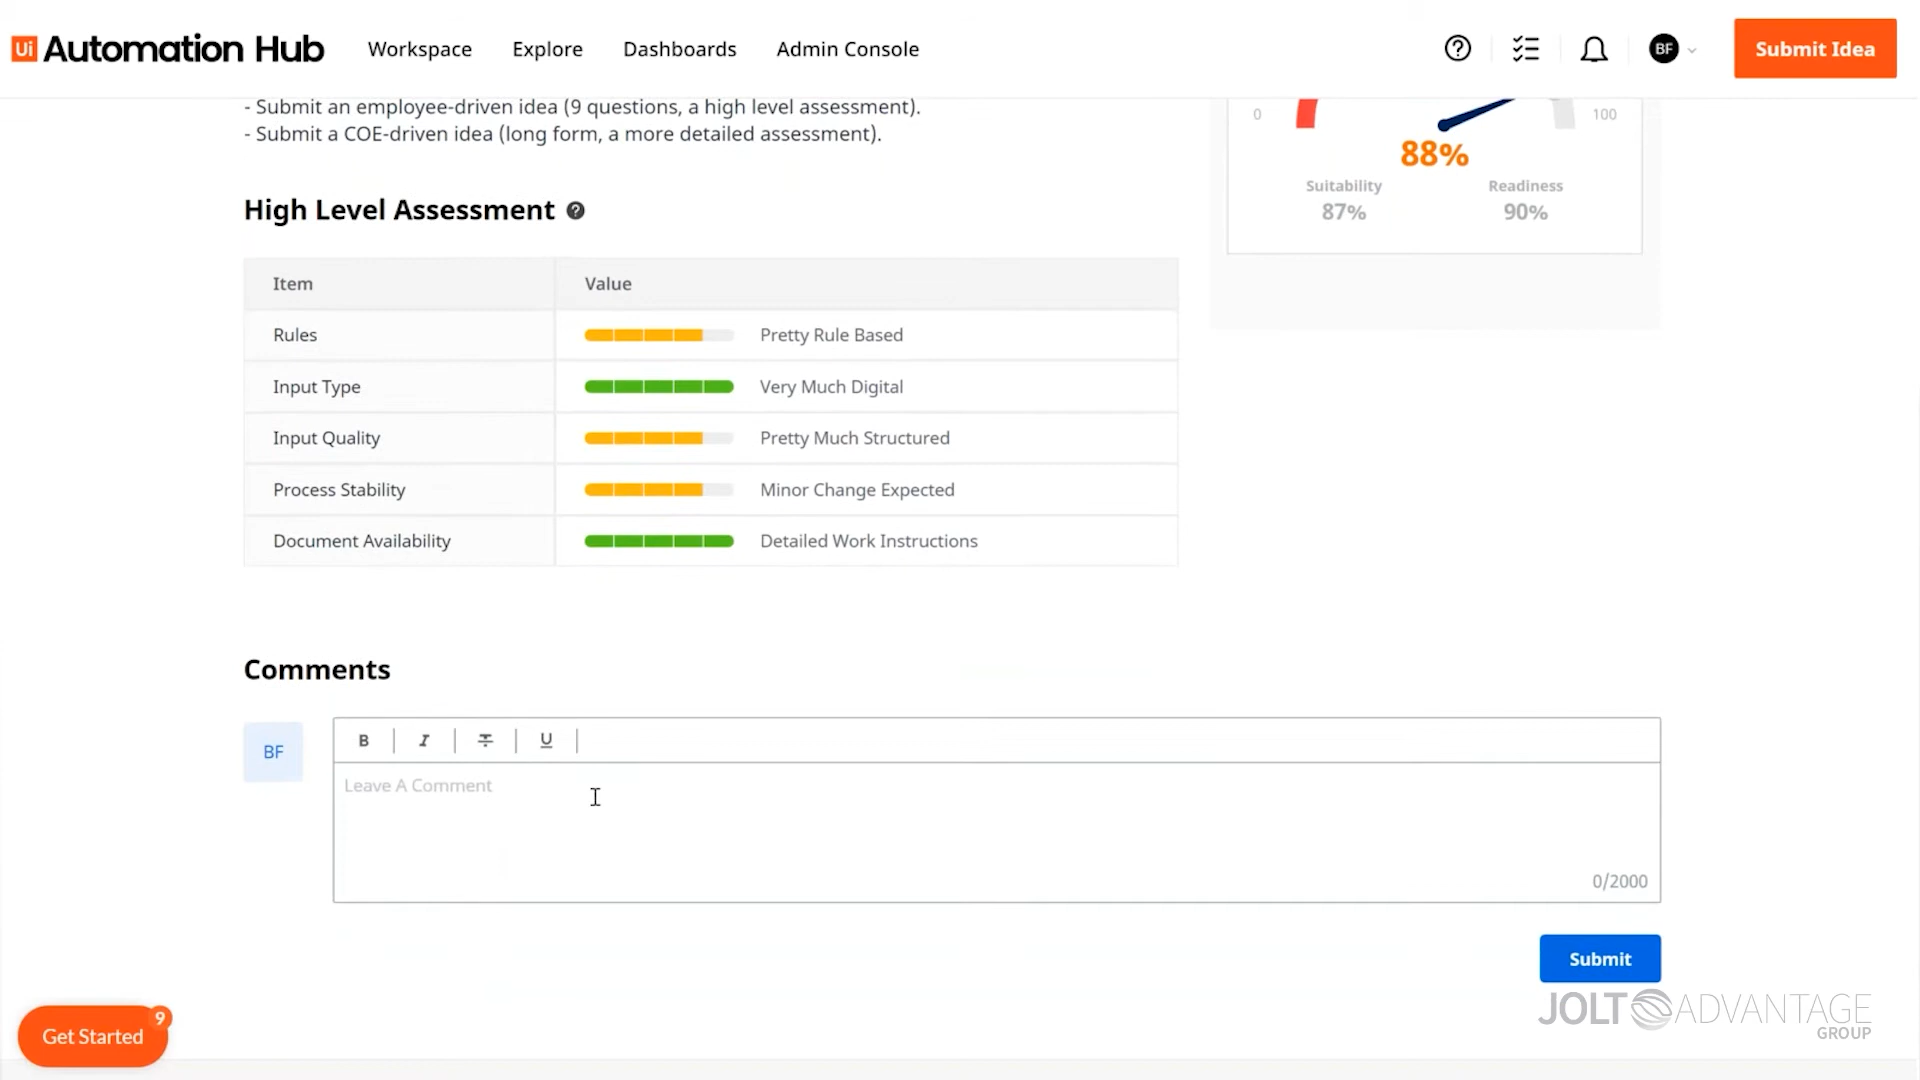 Ui Automation Hub Workspace Explore Dashboards Admin Console BF Submit Idea
- Submit an employee-driven idea (9 questions, a high level assessment).
- Submit a COE-driven idea (long form, a more detailed assessment).
0 100
88%
Suitability Readiness
87% 90%
High Level Assessment ?
Item Value
Rules Pretty Rule Based
Input Type Very Much Digital
Input Quality Pretty Much Structured
Process Stability Minor Change Expected
Document Availability Detailed Work Instructions
Comments
BF
B I T U
Leave A Comment
0/2000
Submit
JOLT ADVANTAGE
GROUP
Get Started 9